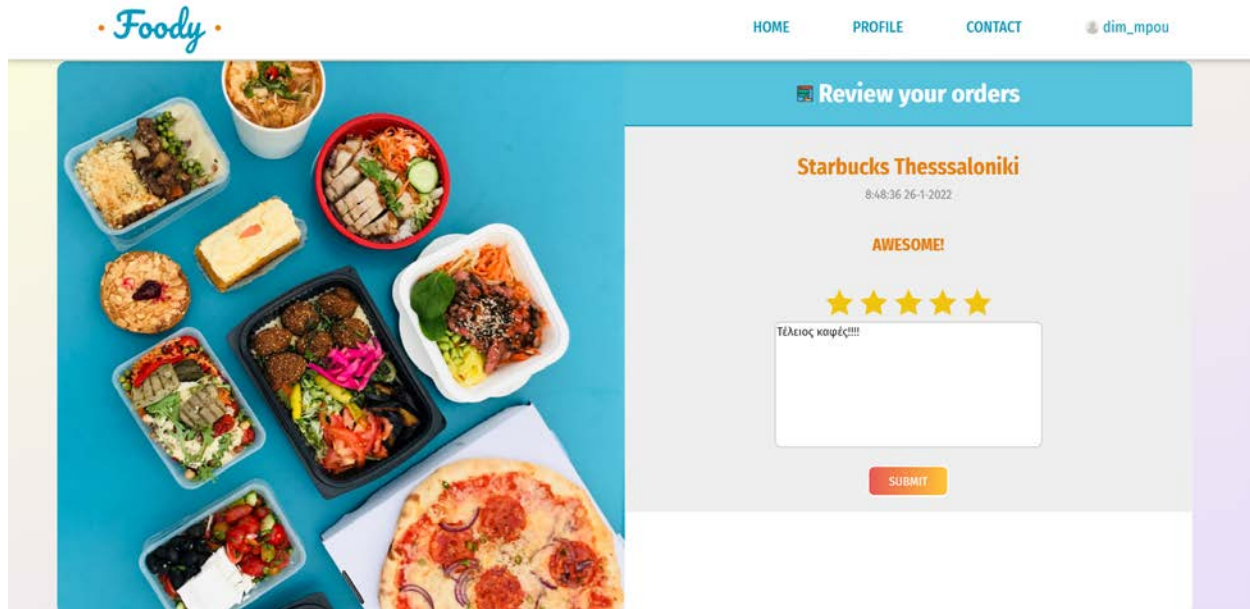 Foody
HOME
PROFILE
CONTACT
dim_mpou
Review your orders
Starbucks Thesssaloniki
8:48:36 26-1-2022
AWESOME!
Τέλειος καφές!!!!
SUBMIT